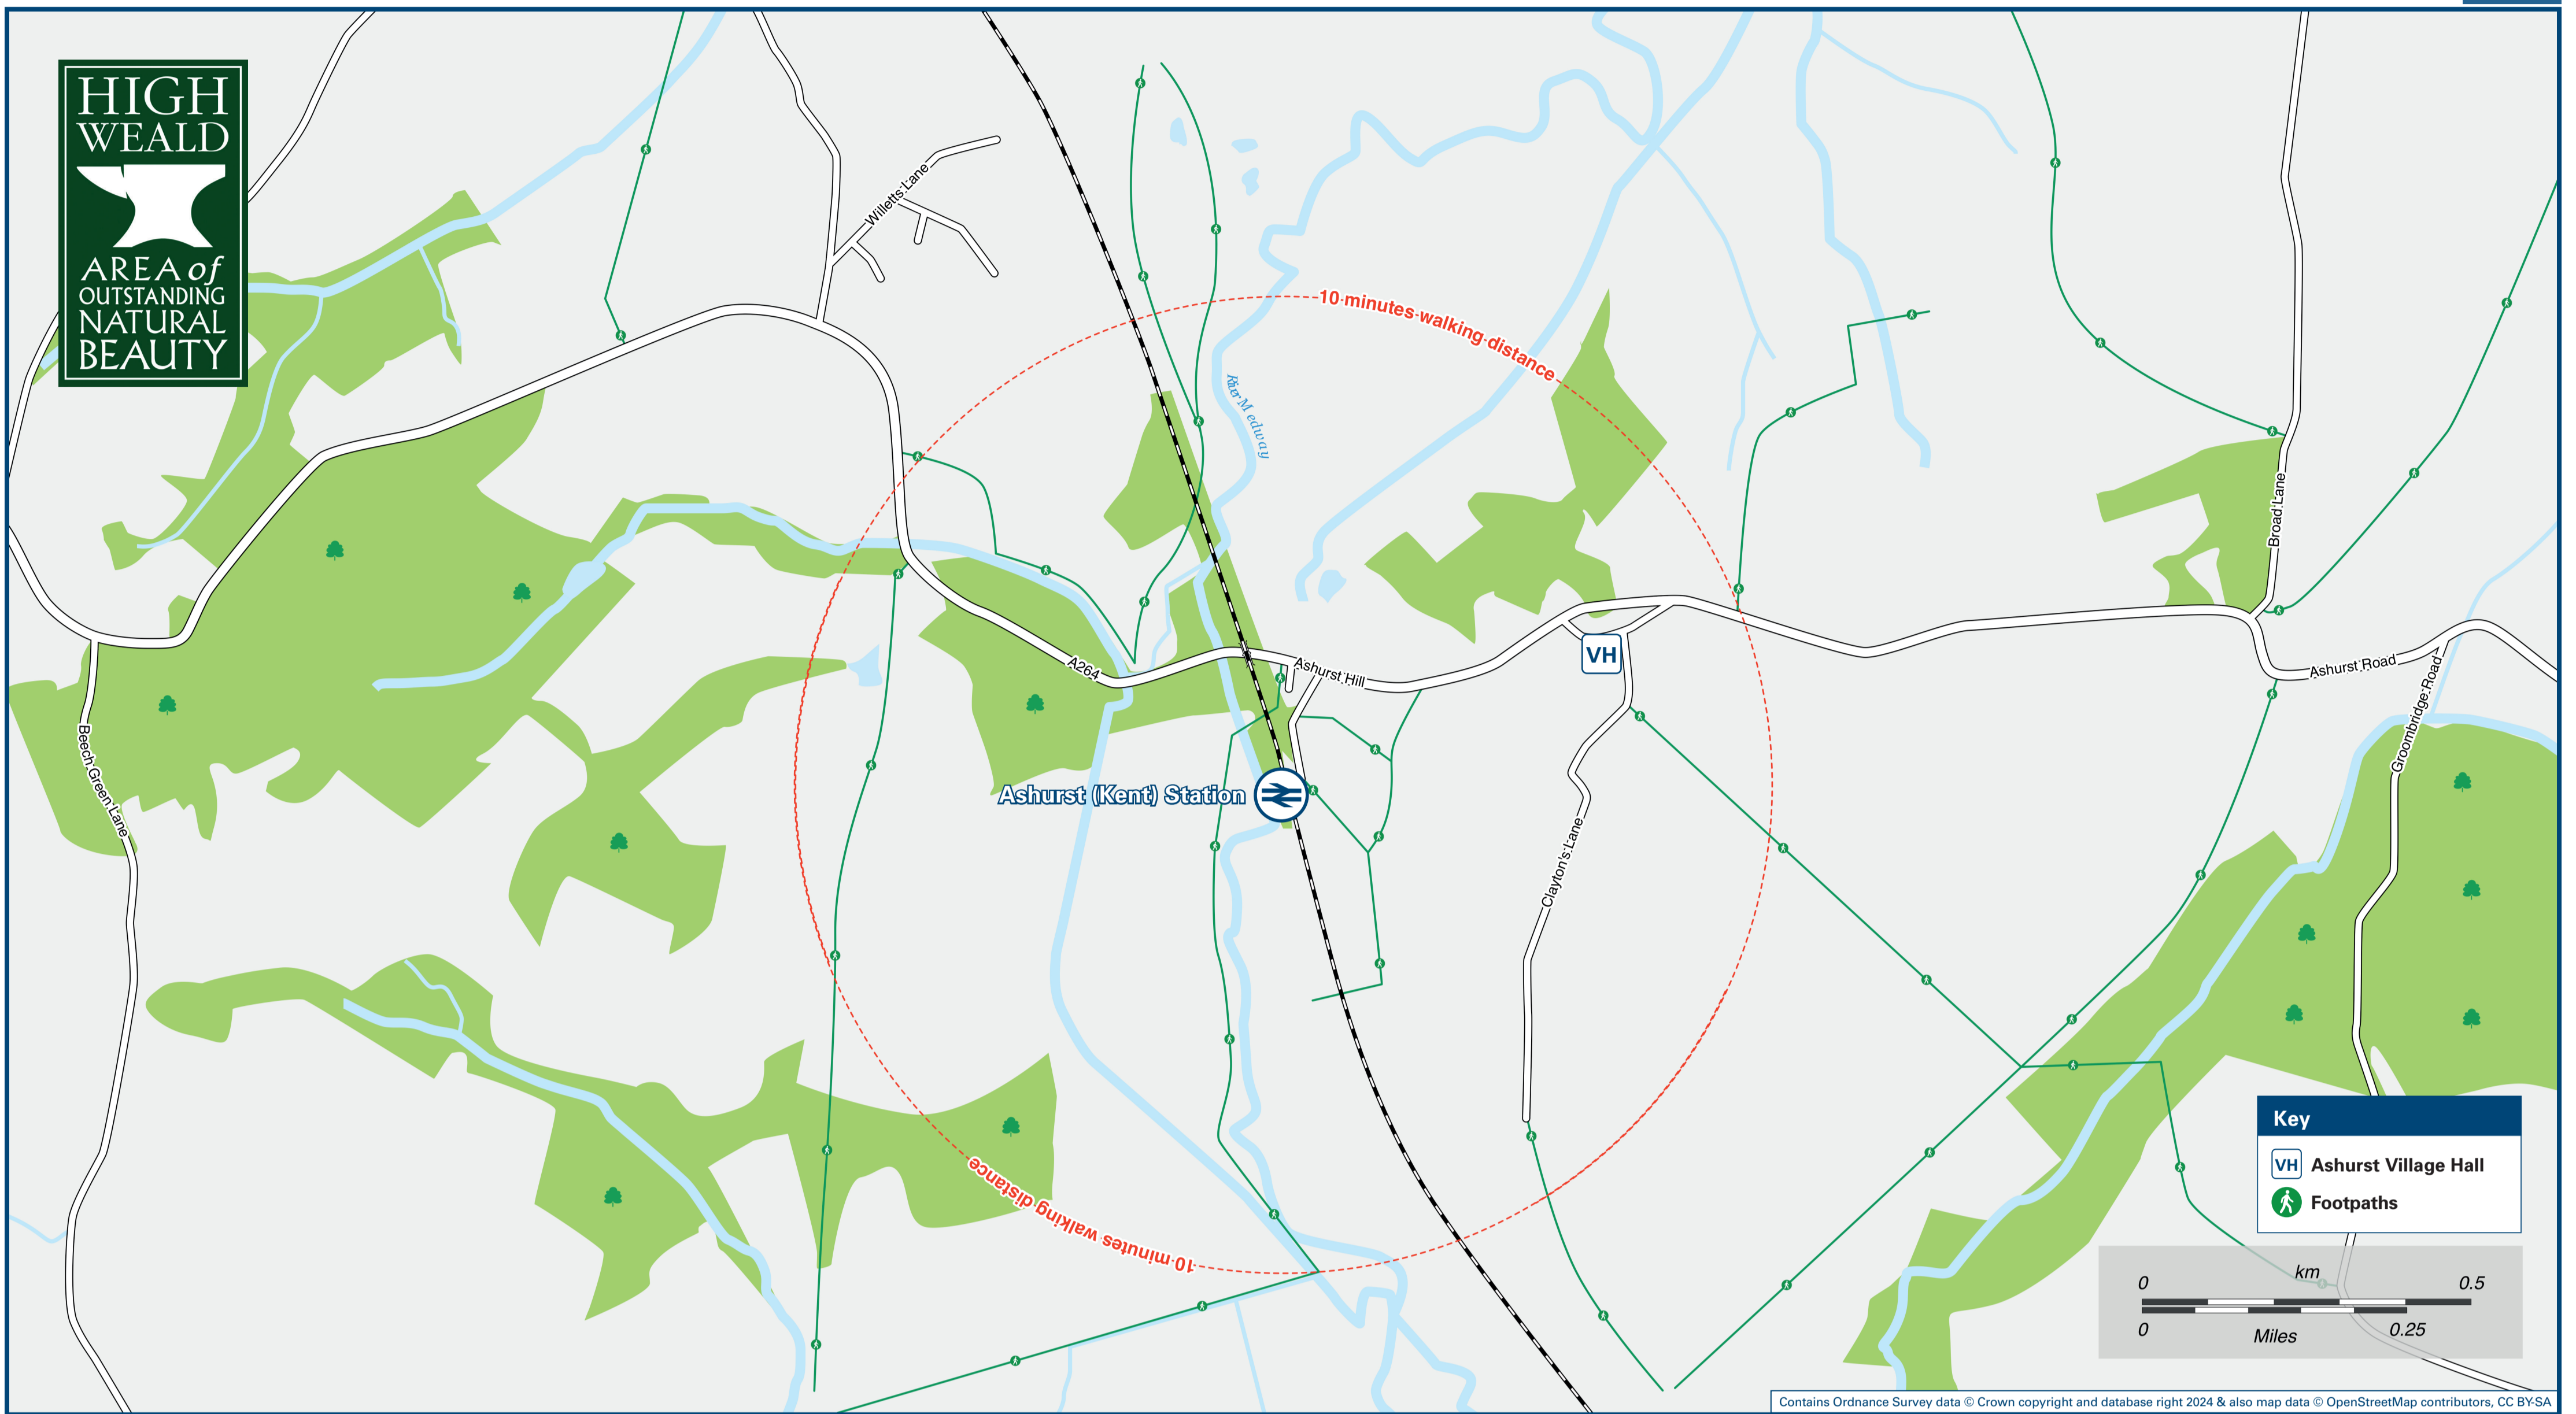 HIGH
WEALD
AREA of
OUTSTANDING
NATURAL
BEAUTY
Willetts Lane
10 minutes walking distance
River Medway
Broad Lane
A264
Ashurst Hill
VH
Ashurst Road
Groombridge Road
Beech Green Lane
Ashurst (Kent) Station
Clayton's Lane
10 minutes walking distance
Key
VH Ashurst Village Hall
Footpaths
km
0 0.5
0 Miles 0.25
Contains Ordnance Survey data © Crown copyright and database right 2024 & also map data © OpenStreetMap contributors, CC BY-SA